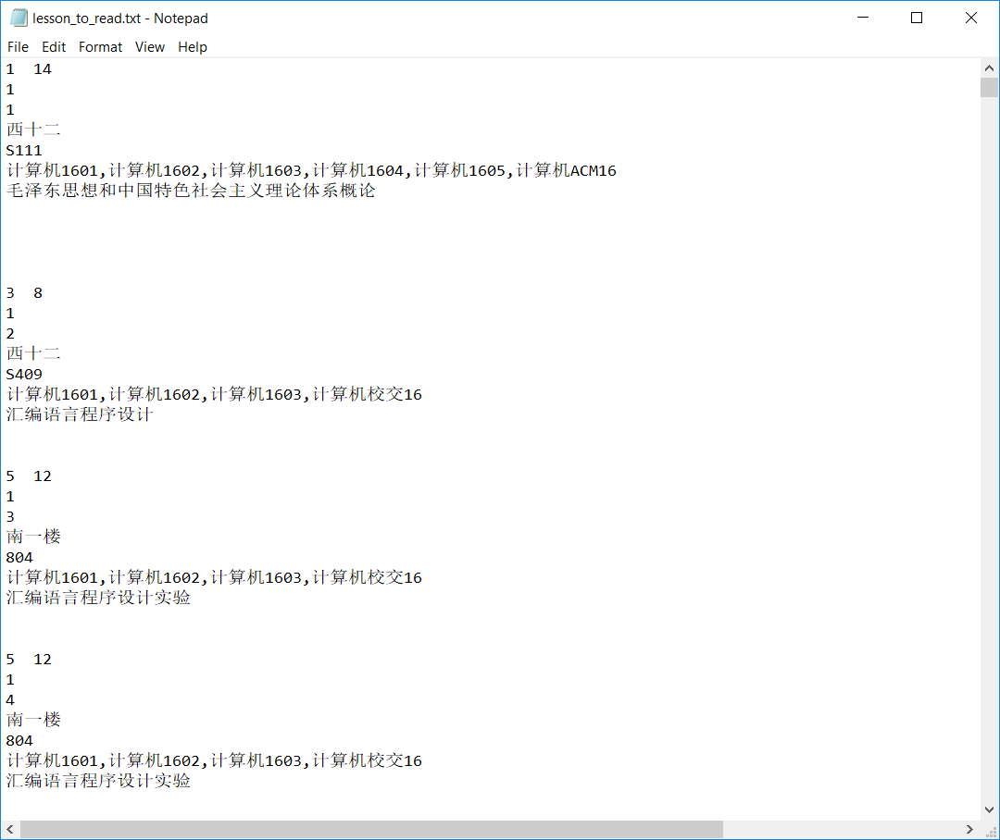 lesson_to_read.txt - Notepad
File Edit Format View Help
1  14
1
1
西十二
S111
计算机1601,计算机1602,计算机1603,计算机1604,计算机1605,计算机ACM16
毛泽东思想和中国特色社会主义理论体系概论
3  8
1
2
西十二
S409
计算机1601,计算机1602,计算机1603,计算机校交16
汇编语言程序设计
5  12
1
3
南一楼
804
计算机1601,计算机1602,计算机1603,计算机校交16
汇编语言程序设计实验
5  12
1
4
南一楼
804
计算机1601,计算机1602,计算机1603,计算机校交16
汇编语言程序设计实验